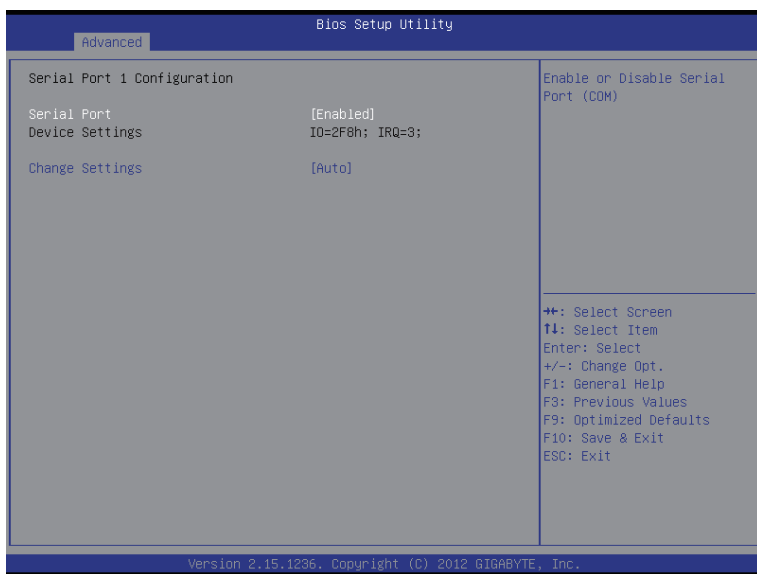 Bios Setup Utility
Advanced
Serial Port 1 Configuration
Serial Port [Enabled]
Device Settings IO=2F8h; IRQ=3;
Change Settings [Auto]
Enable or Disable Serial
Port (COM)
→←: Select Screen
↑↓: Select Item
Enter: Select
+/-: Change Opt.
F1: General Help
F3: Previous Values
F9: Optimized Defaults
F10: Save & Exit
ESC: Exit
Version 2.15.1236. Copyright (C) 2012 GIGABYTE, Inc.